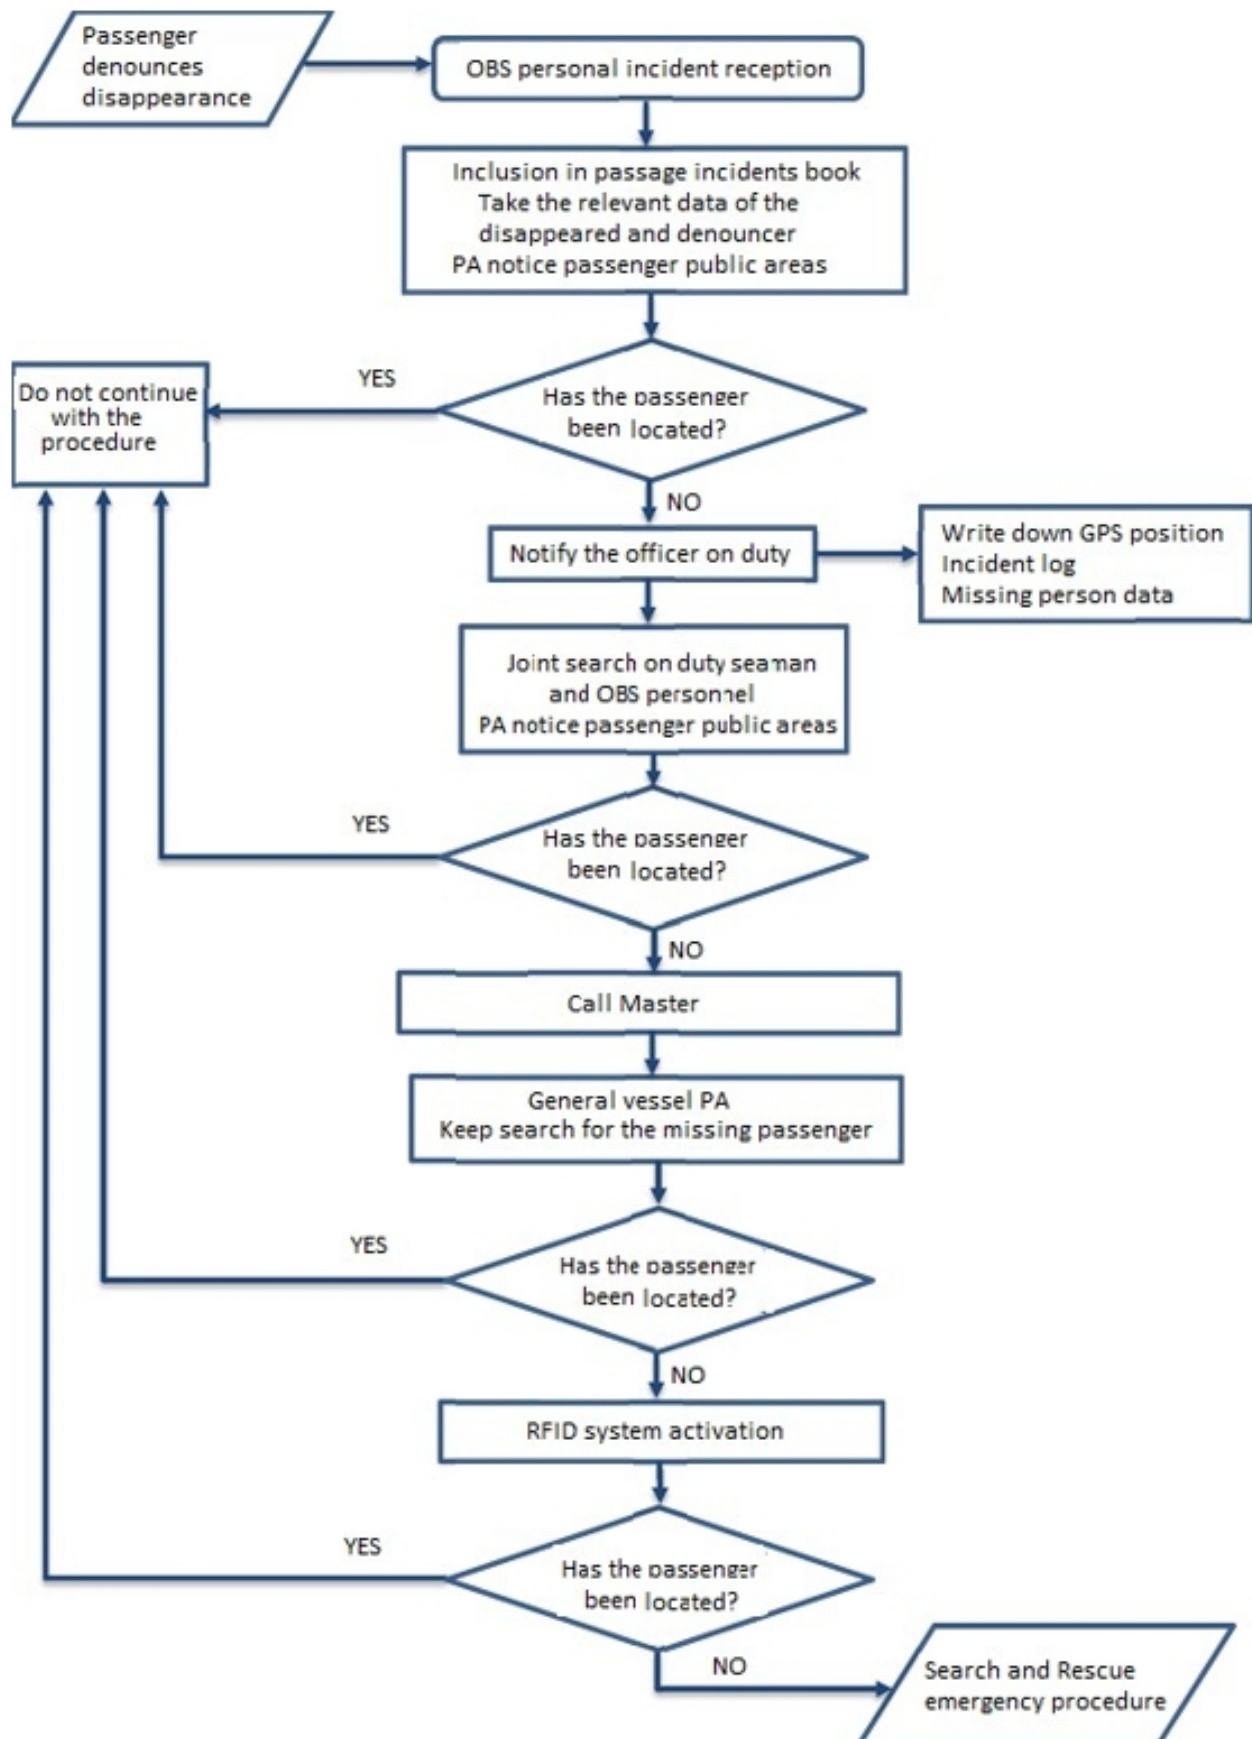 Passenger
denounces
disappearance
OBS personal incident reception
Inclusion in passage incidents book
Take the relevant data of the
disappeared and denouncer
PA notice passenger public areas
YES
Do not continue
with the
procedure
Has the passenger
been located?
NO
Notify the officer on duty
Write down GPS position
Incident log
Missing person data
Joint search on duty seaman
and OBS personnel
PA notice passenger public areas
YES
Has the passenger
been located?
NO
Call Master
General vessel PA
Keep search for the missing passenger
YES
Has the passenger
been located?
NO
RFID system activation
YES
Has the passenger
been located?
NO
Search and Rescue
emergency procedure